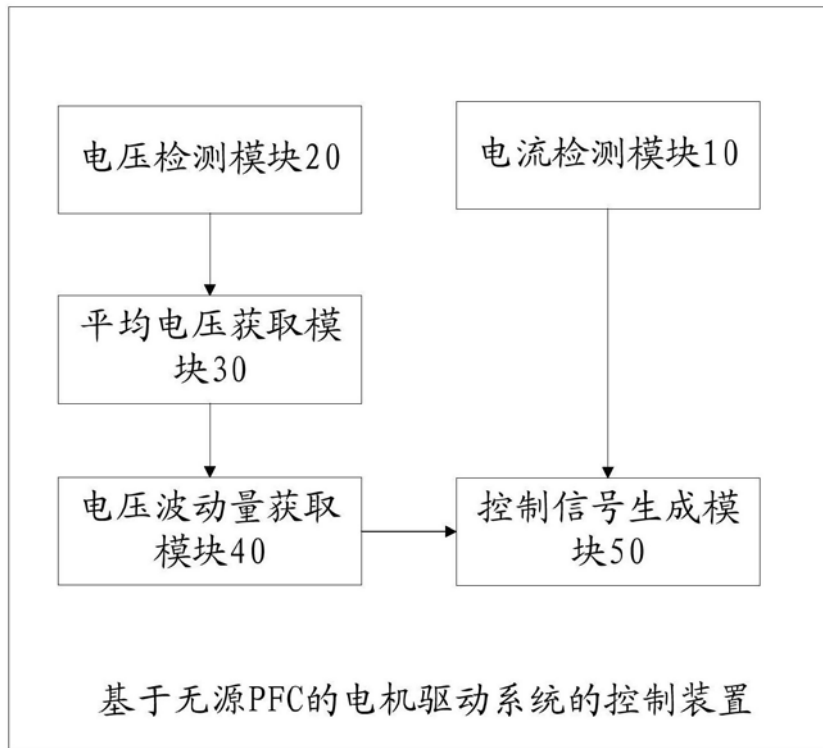 电压检测模块20
电流检测模块10
平均电压获取模
块30
电压波动量获取
模块40
控制信号生成模
块50
基于无源PFC的电机驱动系统的控制装置